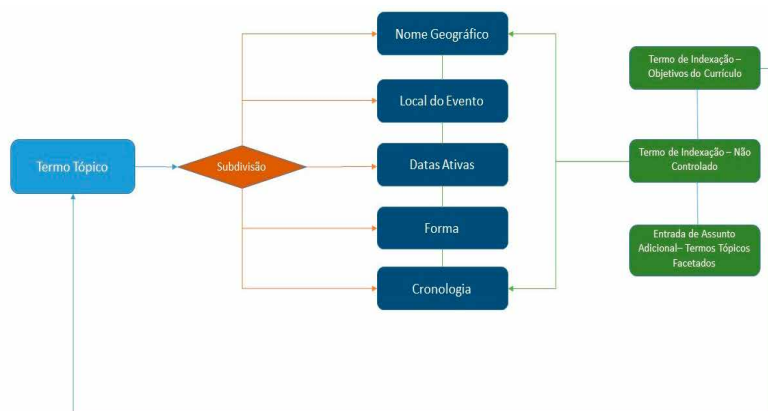 Nome Geográfico
Termo de Indexação –
Objetivos do Currículo
Local do Evento
Termo Tópico
Subdivisão
Datas Ativas
Termo de Indexação – Não
Controlado
Forma
Entrada de Assunto
Adicional– Termos Tópicos
Facetados
Cronologia